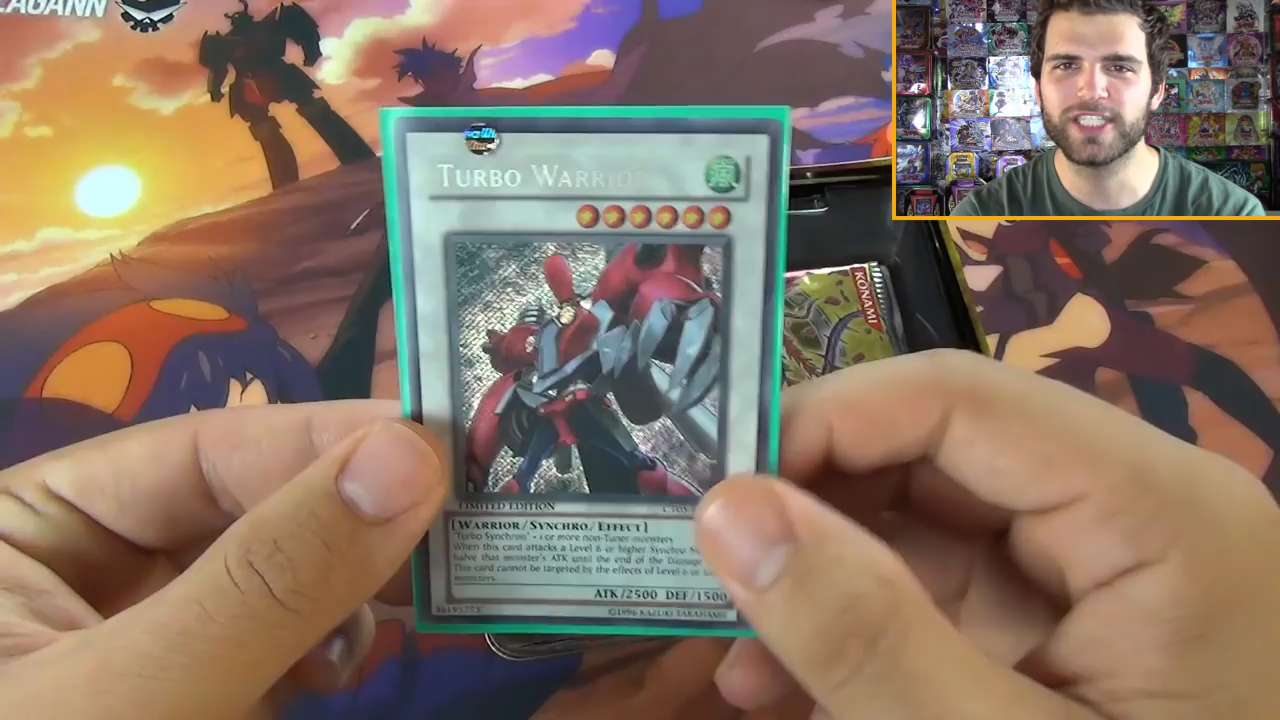 LAGANN
TURBO WARRIOR
風
KONAMI
LIMITED EDITION
[WARRIOR/SYNCHRO/EFFECT]
"Turbo Synchron" + 1 or more non-Tuner monsters
When this card attacks a Level 6 or higher Synchro
halve that monster's ATK until the end of the Damage
This card cannot be targeted by the effects of Level 6 or
monsters.
ATK/2500 DEF/1500
©1996 KAZUKI TAKAHASHI